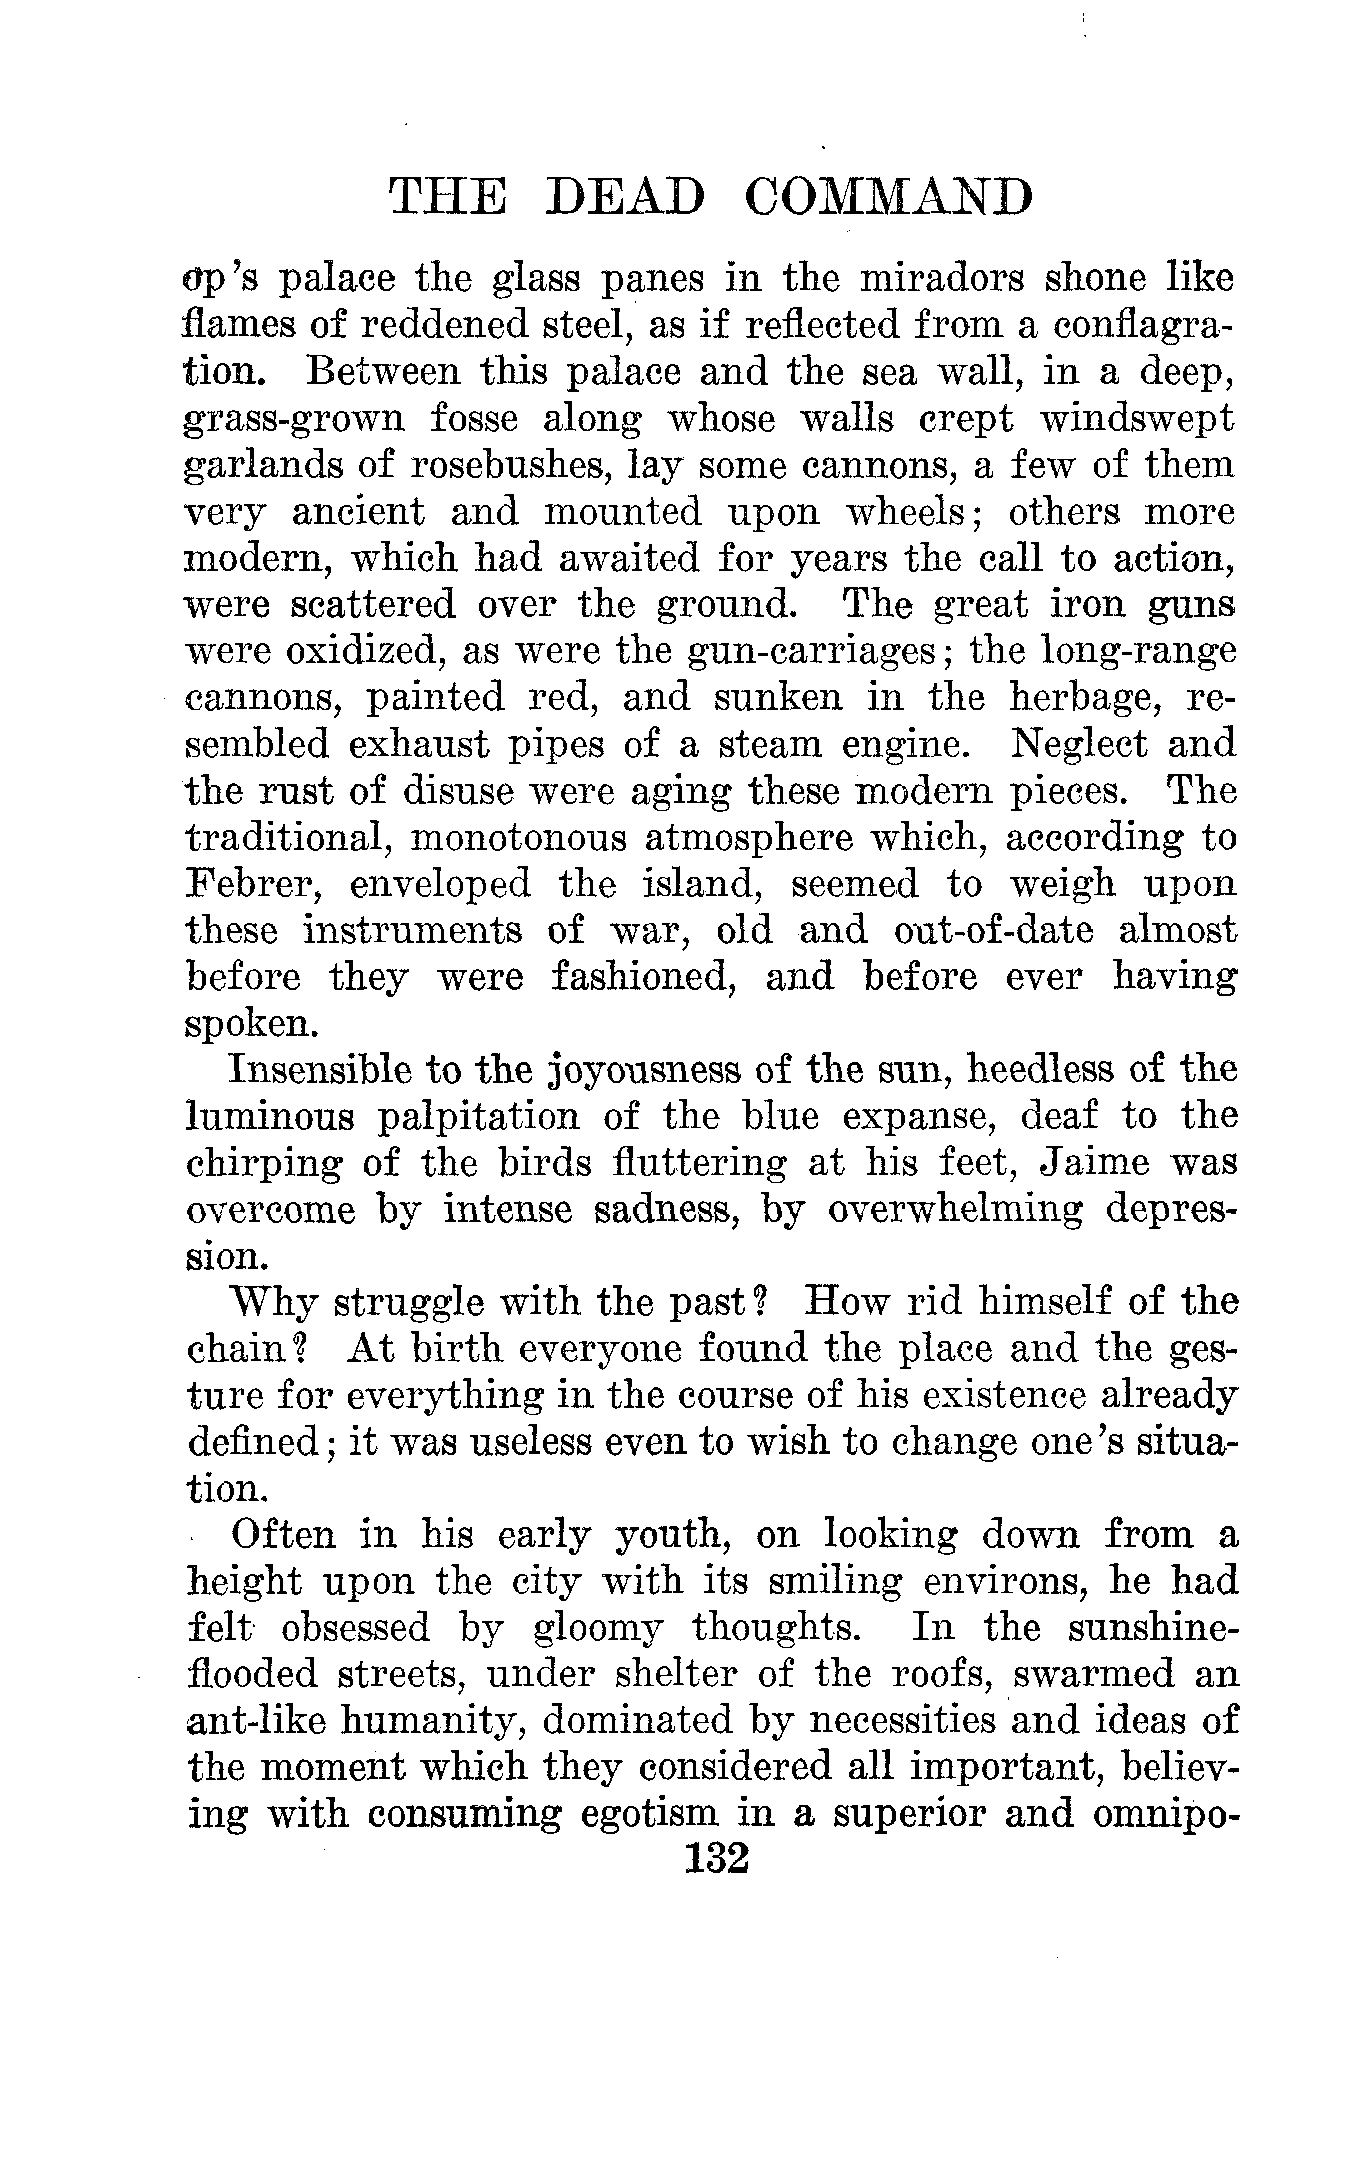 THE DEAD COMMAND
op's palace the glass panes in the miradors shone like
flames of reddened steel, as if reflected from a conflagra-
tion. Between this palace and the sea wall, in a deep,
grass-grown fosse along whose walls crept windswept
garlands of rosebushes, lay some cannons, a few of them
very ancient and mounted upon wheels; others more
modern, which had awaited for years the call to action,
were scattered over the ground. The great iron guns
were oxidized, as were the gun-carriages; the long-range
cannons, painted red, and sunken in the herbage, re-
sembled exhaust pipes of a steam engine. Neglect and
the rust of disuse were aging these modern pieces. The
traditional, monotonous atmosphere which, according to
Febrer, enveloped the island, seemed to weigh upon
these instruments of war, old and out-of-date almost
before they were fashioned, and before ever having
spoken.
Insensible to the joyousness of the sun, heedless of the
luminous palpitation of the blue expanse, deaf to the
chirping of the birds fluttering at his feet, Jaime was
overcome by intense sadness, by overwhelming depres-
sion.
Why struggle with the past? How rid himself of the
chain? At birth everyone found the place and the ges-
ture for everything in the course of his existence already
defined; it was useless even to wish to change one's situa-
tion.
Often in his early youth, on looking down from a
height upon the city with its smiling environs, he had
felt obsessed by gloomy thoughts. In the sunshine-
flooded streets, under shelter of the roofs, swarmed an
ant-like humanity, dominated by necessities and ideas of
the moment which they considered all important, believ-
ing with consuming egotism in a superior and omnipo-
132